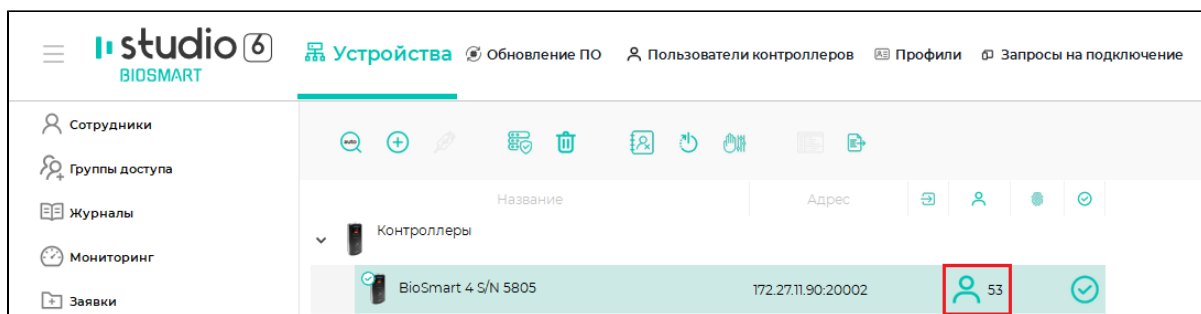 studio 6
BIOSMART
Устройства Обновление ПО Пользователи контроллеров Профили Запросы на подключение
Сотрудники
Группы доступа
Журналы
Мониторинг
Заявки
auto
Название Адрес
Контроллеры
BioSmart 4 S/N 5805 172.27.11.90:20002 53